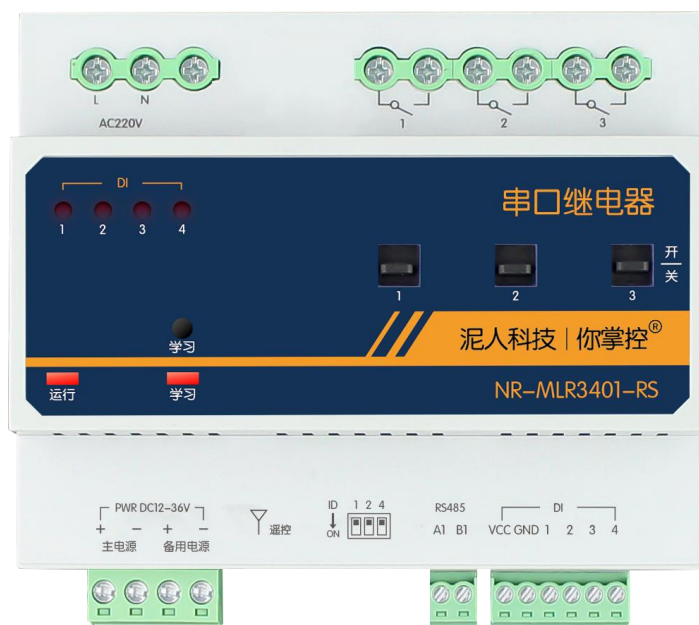 L N
AC220V
1 2 3
DI
1 2 3 4
串口继电器
开
关
1 2 3
学习
泥人科技 | 你掌控®
运行 学习
NR-MLR3401-RS
PWR DC12-36V
+ - + -
主电源 备用电源
遥控
ID 1 2 4
ON
RS485
A1 B1
DI
VCC GND 1 2 3 4